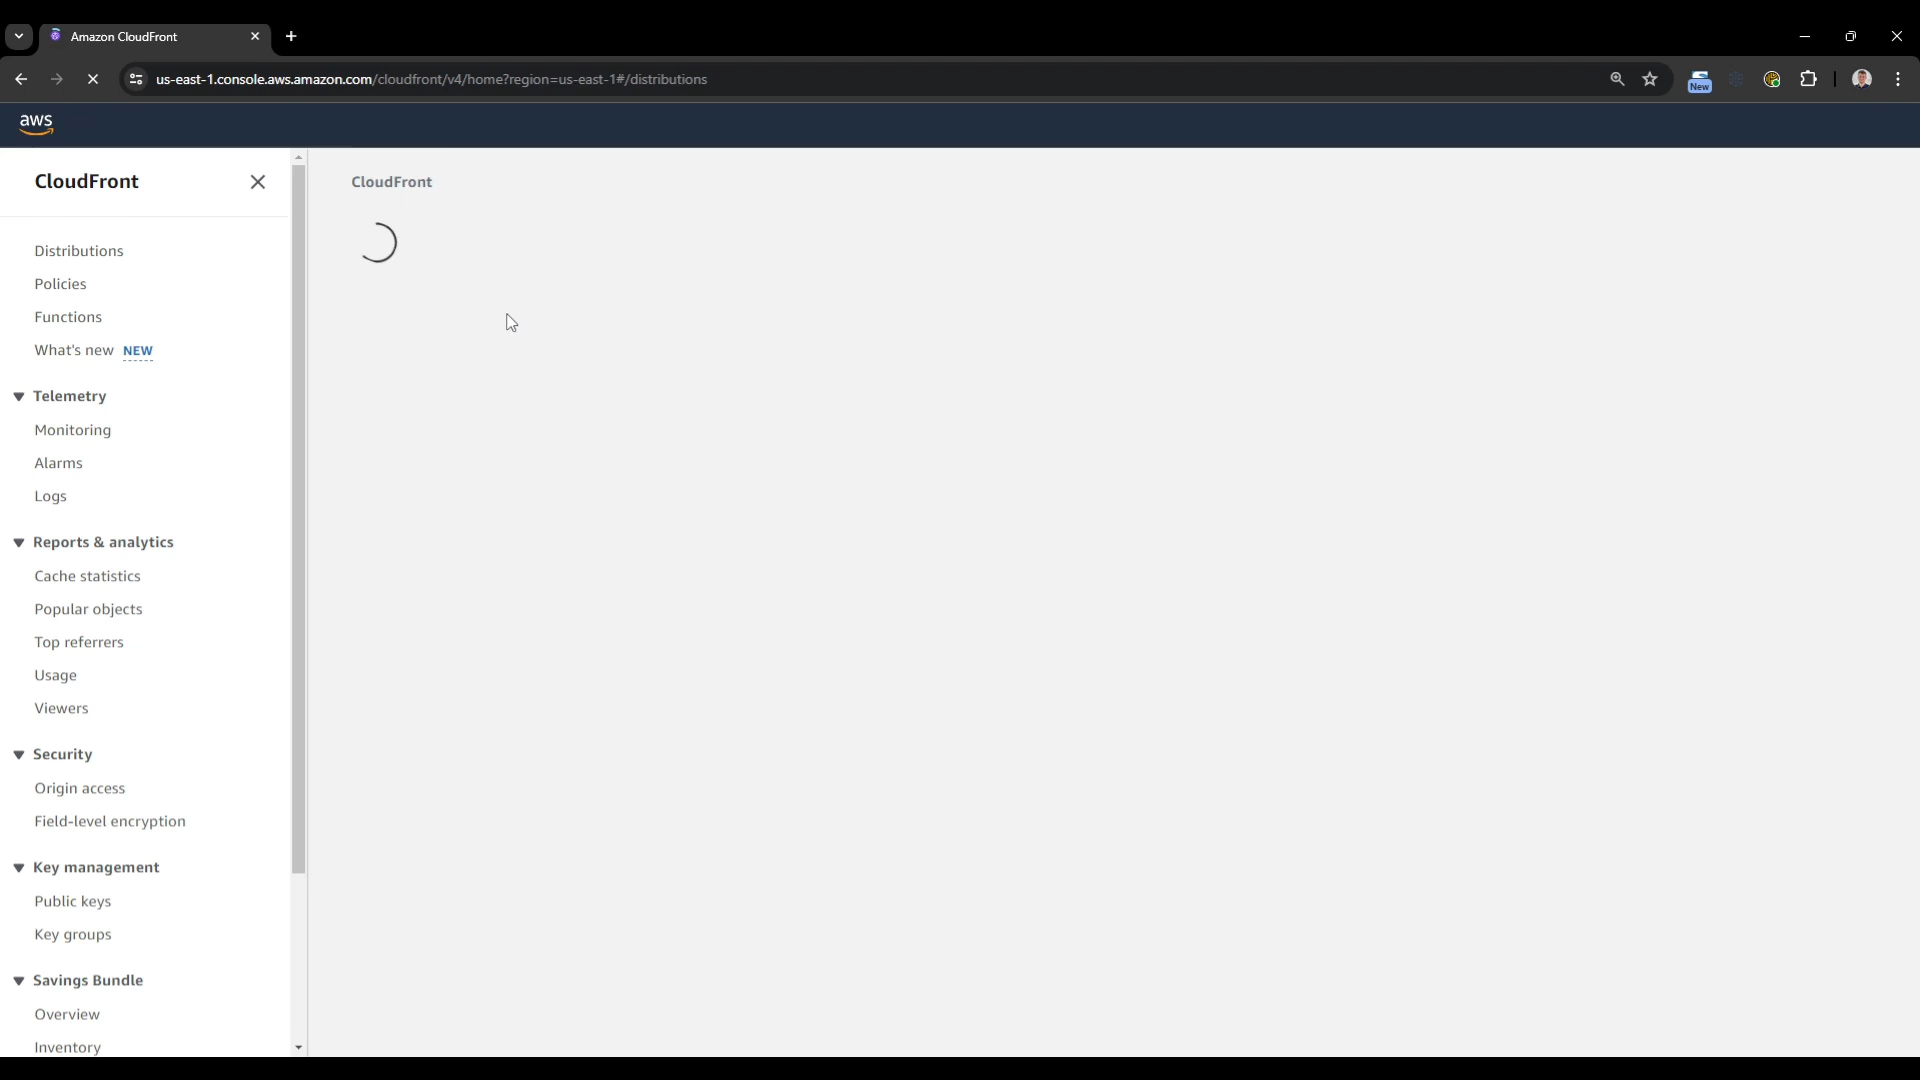 Amazon CloudFront
us-east-1.console.aws.amazon.com/cloudfront/v4/home?region=us-east-1#/distributions
New
aws
CloudFront
CloudFront
Distributions
Policies
Functions
What's new NEW
Telemetry
Monitoring
Alarms
Logs
Reports & analytics
Cache statistics
Popular objects
Top referrers
Usage
Viewers
Security
Origin access
Field-level encryption
Key management
Public keys
Key groups
Savings Bundle
Overview
Inventory